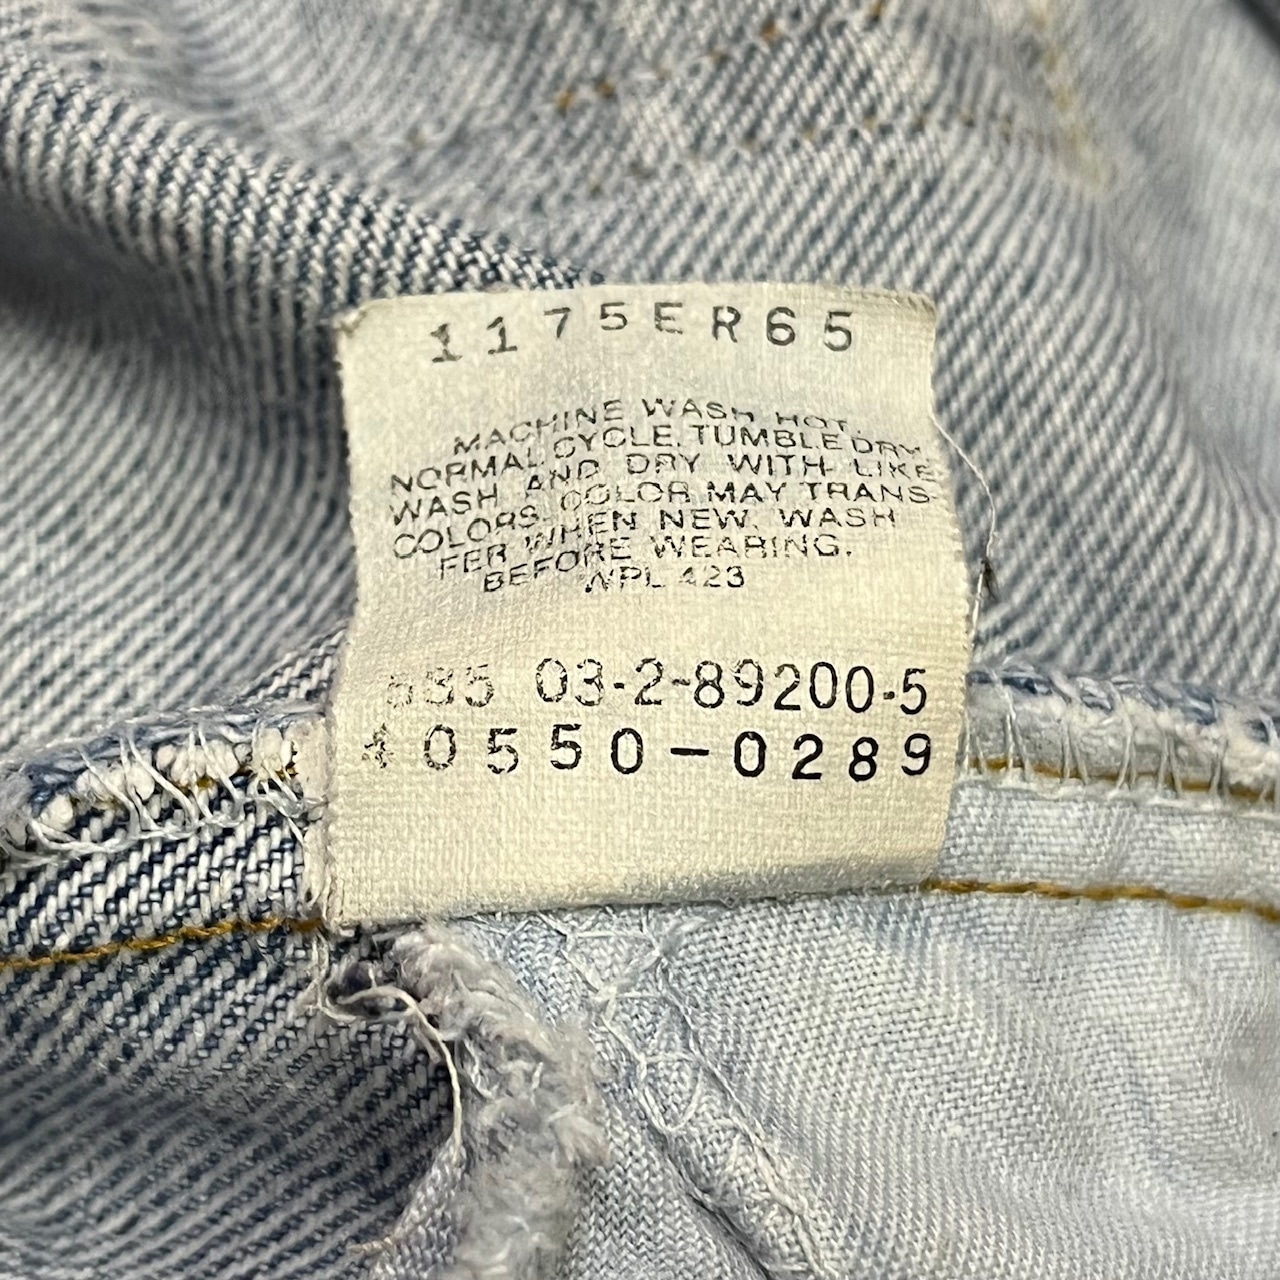 1175ER65
MACHINE WASH HOT.
NORMAL CYCLE. TUMBLE DRY.
WASH AND DRY WITH LIKE
COLORS. COLOR MAY TRANS-
FER WHEN NEW. WASH
BEFORE WEARING.
WPL 423
03-2-89200-5
0550-0289